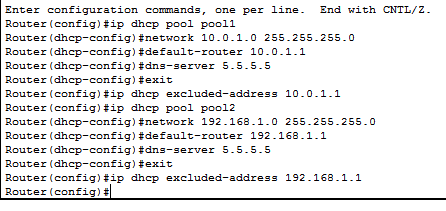 Enter configuration commands, one per line.  End with CNTL/Z.
Router(config)#ip dhcp pool pool1
Router(dhcp-config)#network 10.0.1.0 255.255.255.0
Router(dhcp-config)#default-router 10.0.1.1
Router(dhcp-config)#dns-server 5.5.5.5
Router(dhcp-config)#exit
Router(config)#ip dhcp excluded-address 10.0.1.1
Router(config)#ip dhcp pool pool2
Router(dhcp-config)#network 192.168.1.0 255.255.255.0
Router(dhcp-config)#default-router 192.168.1.1
Router(dhcp-config)#dns-server 5.5.5.5
Router(dhcp-config)#exit
Router(config)#ip dhcp excluded-address 192.168.1.1
Router(config)#